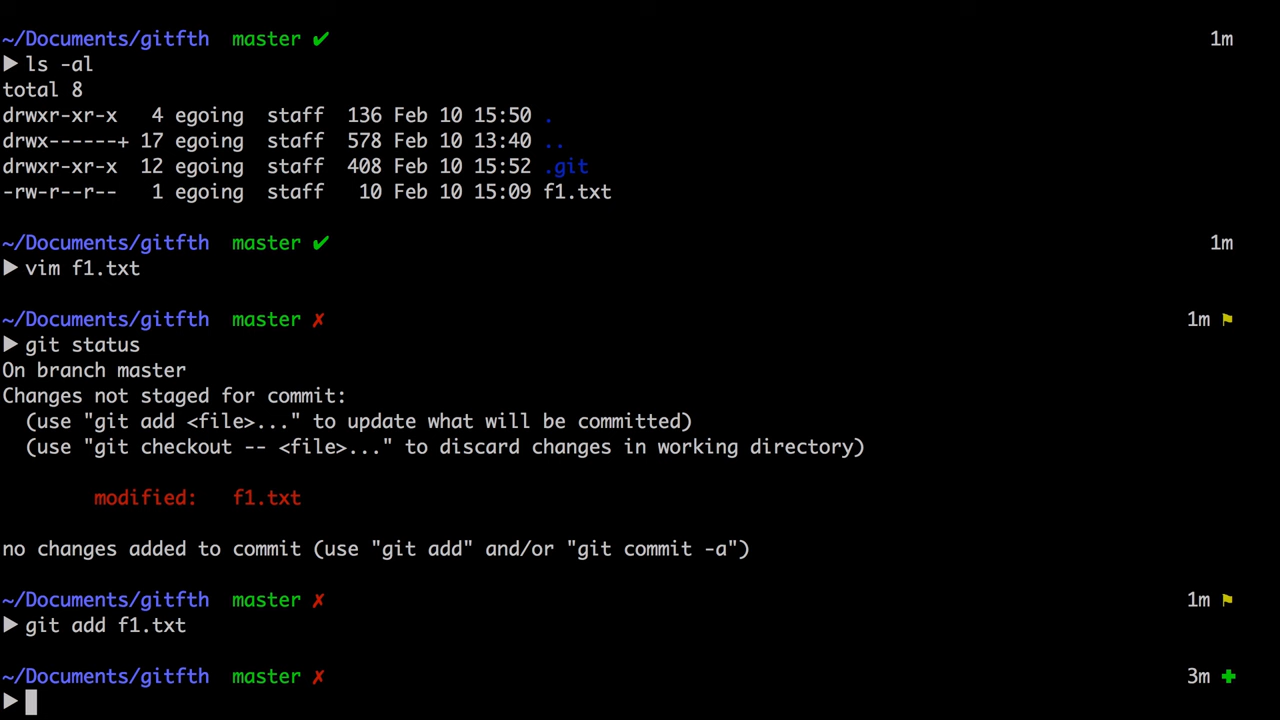 ~/Documents/gitfth master ✔ 1m
▶ ls -al
total 8
drwxr-xr-x 4 egoing staff 136 Feb 10 15:50 .
drwx------+ 17 egoing staff 578 Feb 10 13:40 ..
drwxr-xr-x 12 egoing staff 408 Feb 10 15:52 .git
-rw-r--r-- 1 egoing staff 10 Feb 10 15:09 f1.txt
~/Documents/gitfth master ✔ 1m
▶ vim f1.txt
~/Documents/gitfth master ✗ 1m ⚑
▶ git status
On branch master
Changes not staged for commit:
(use "git add <file>..." to update what will be committed)
(use "git checkout -- <file>..." to discard changes in working directory)
modified: f1.txt
no changes added to commit (use "git add" and/or "git commit -a")
~/Documents/gitfth master ✗ 1m ⚑
▶ git add f1.txt
~/Documents/gitfth master ✗ 3m ✚
▶